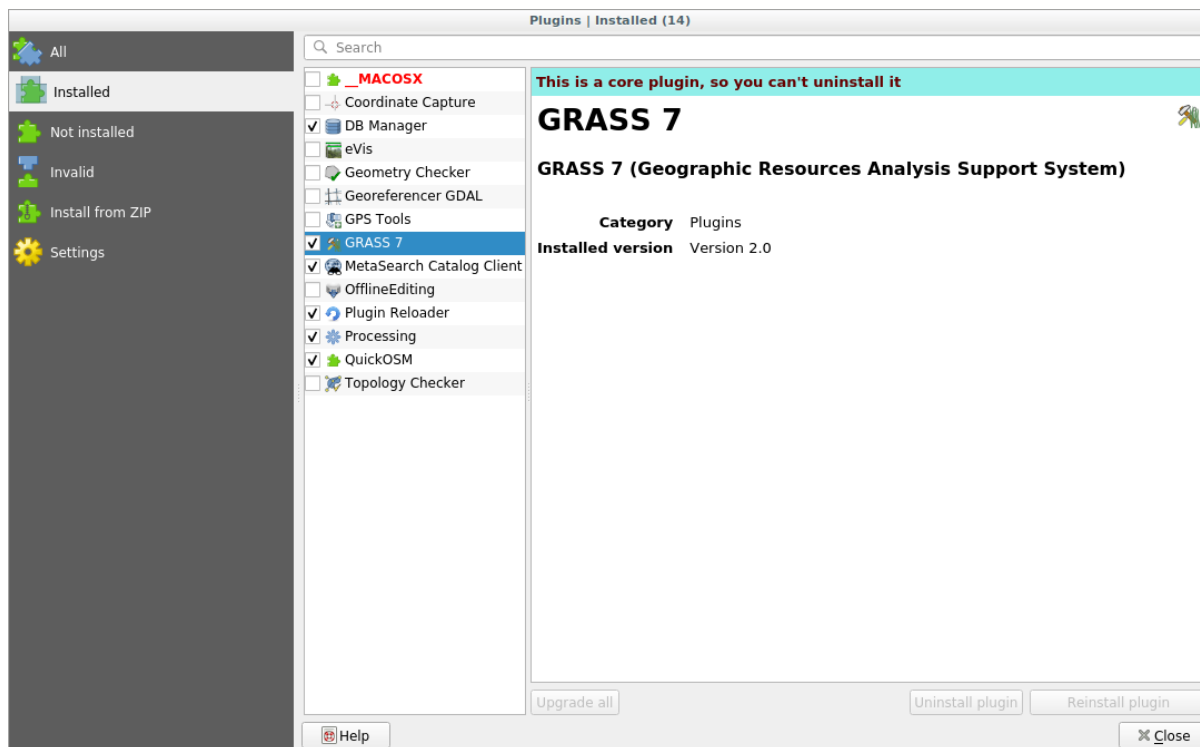 Plugins | Installed (14)
All
Installed
Not installed
Invalid
Install from ZIP
Settings
Search
__MACOSX
Coordinate Capture
DB Manager
eVis
Geometry Checker
Georeferencer GDAL
GPS Tools
GRASS 7
MetaSearch Catalog Client
OfflineEditing
Plugin Reloader
Processing
QuickOSM
Topology Checker
This is a core plugin, so you can't uninstall it
GRASS 7
GRASS 7 (Geographic Resources Analysis Support System)
Category Plugins
Installed version Version 2.0
Upgrade all
Uninstall plugin
Reinstall plugin
Help
Close